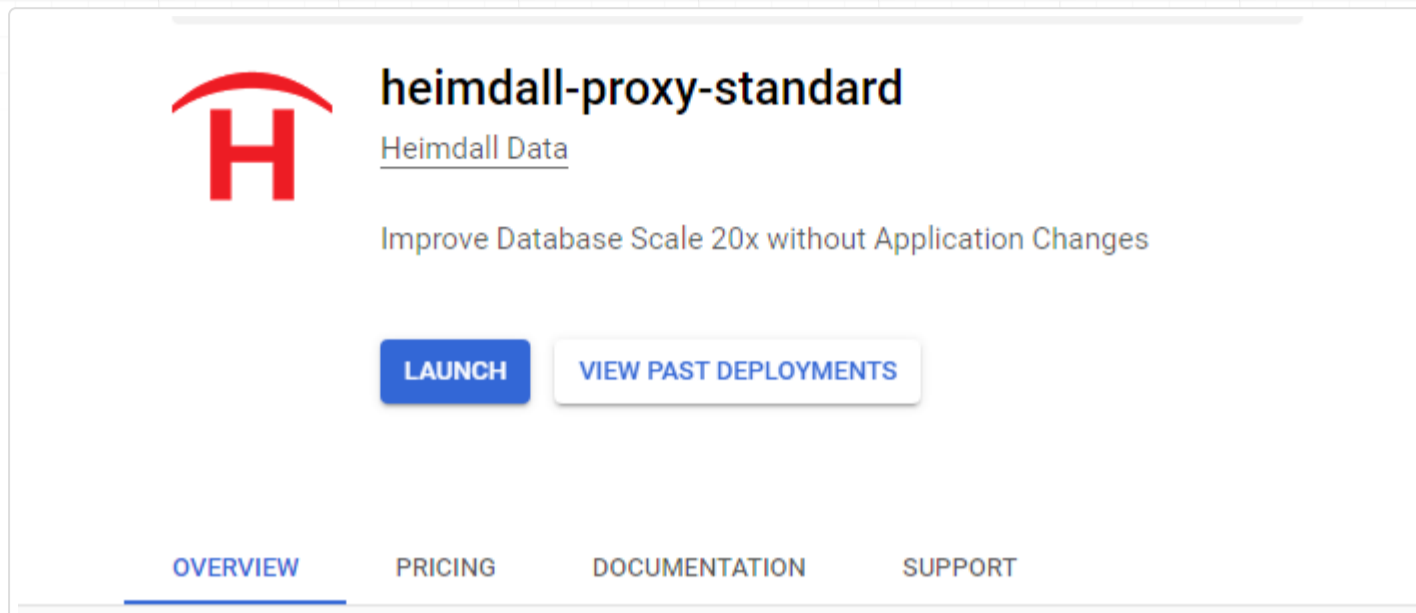 heimdall-proxy-standard
Heimdall Data
Improve Database Scale 20x without Application Changes
LAUNCH VIEW PAST DEPLOYMENTS
OVERVIEW PRICING DOCUMENTATION SUPPORT